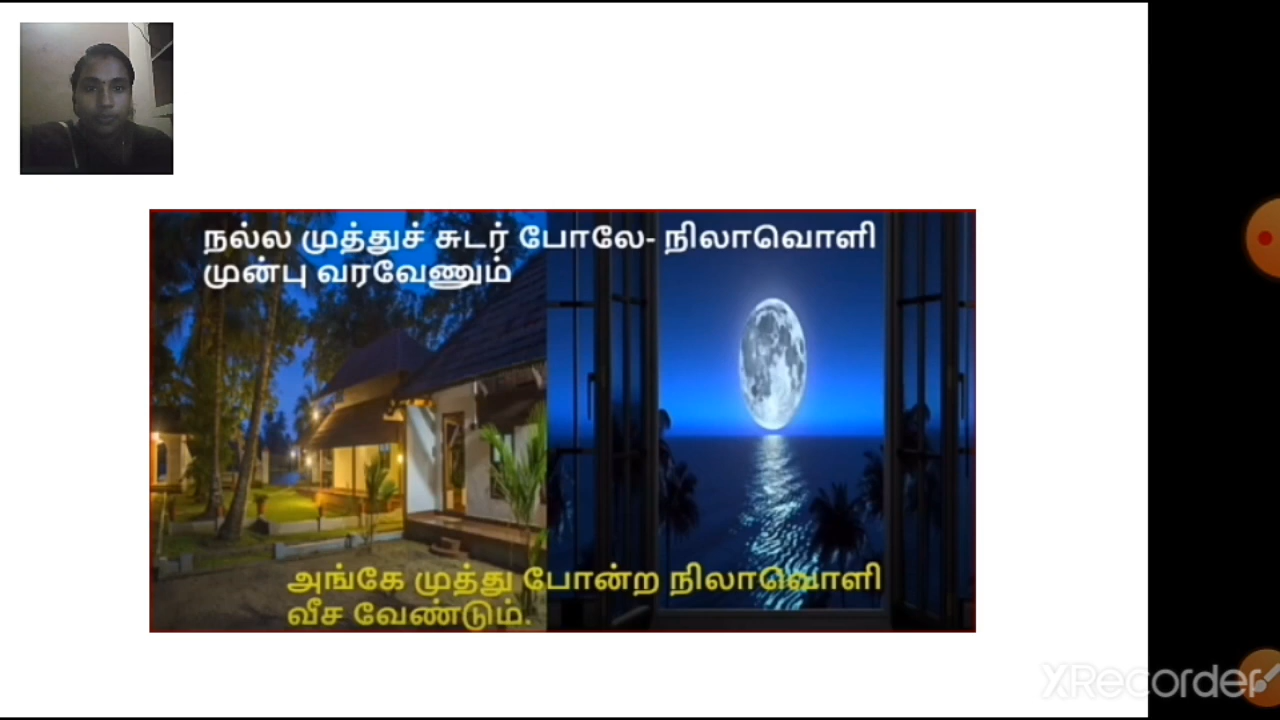 நல்ல முத்துச் சுடர் போலே- நிலாவொளி
முன்பு வரவேணும்
அங்கே முத்து போன்ற நிலாவொளி
வீச வேண்டும்.
XRecorder